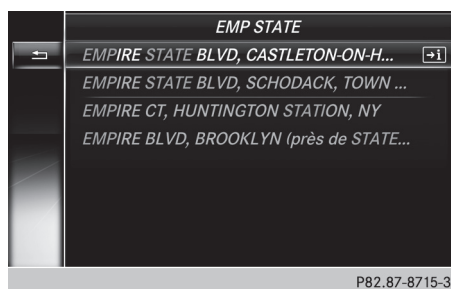 EMP STATE
EMPIRE STATE BLVD, CASTLETON-ON-H...
EMPIRE STATE BLVD, SCHODACK, TOWN ...
EMPIRE CT, HUNTINGTON STATION, NY
EMPIRE BLVD, BROOKLYN (près de STATE...
P82.87-8715-3